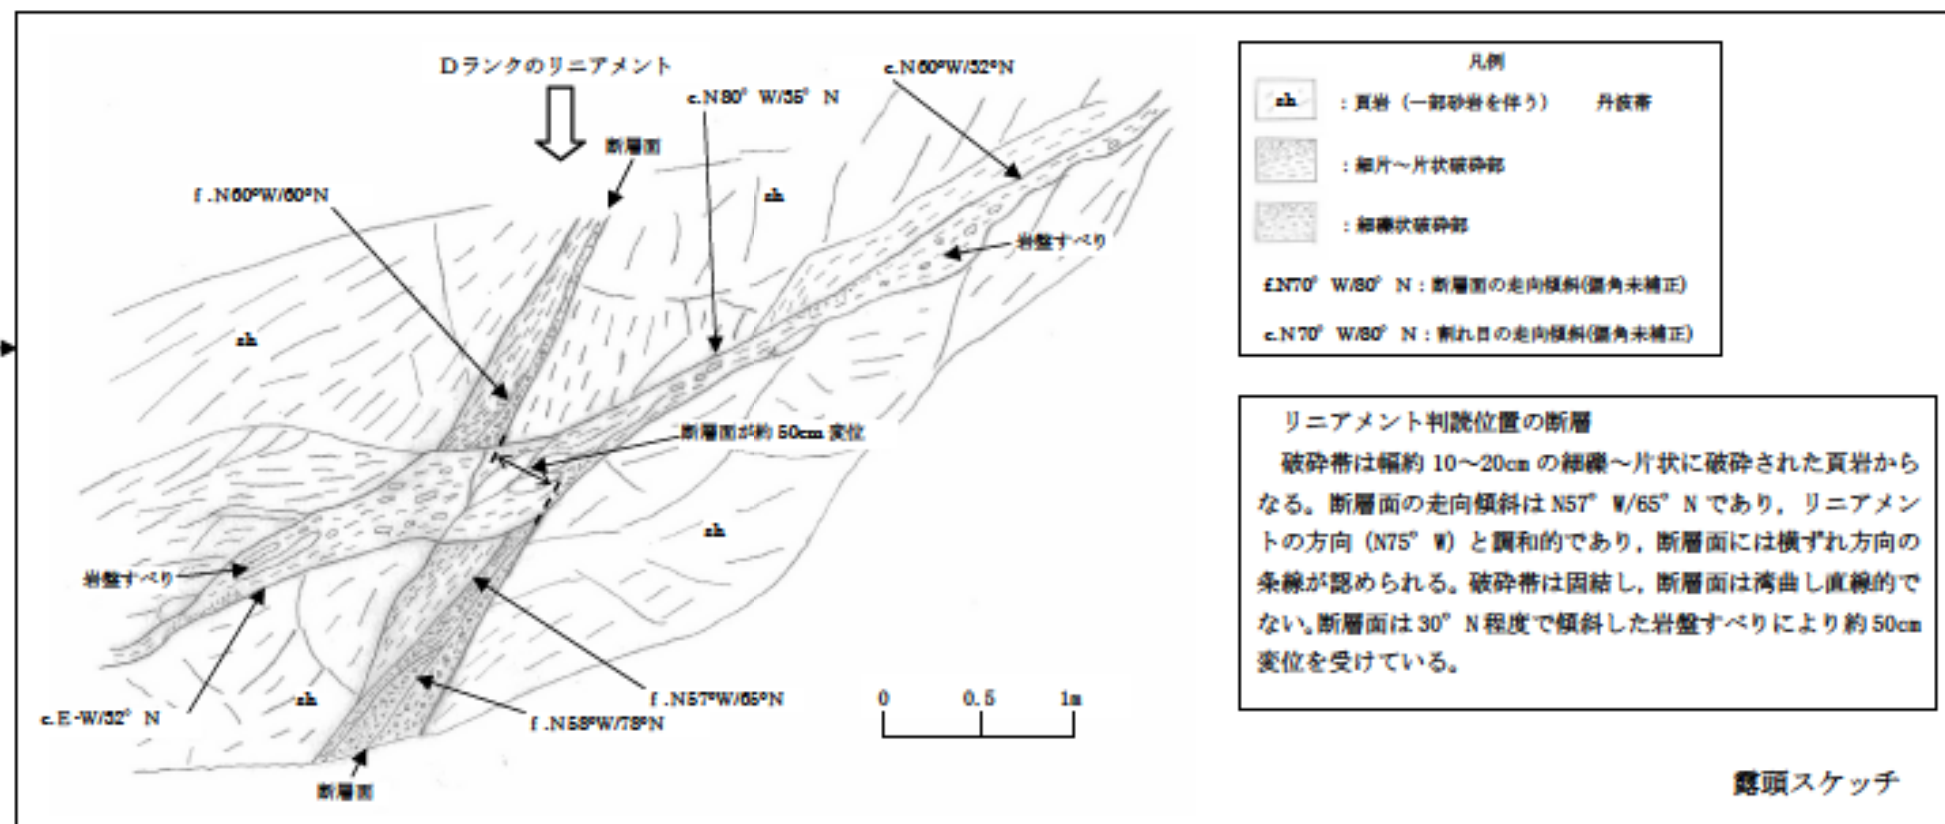 Dランクのリニアメント
c.N60°W/32°N
c.N80°W/35°N
断層面
f.N60°W/60°N
sh
岩盤すべり
sh
断層面が約50cm変位
sh
岩盤すべり
sh
c.E-W/32°N
f.N57°W/65°N
f.N58°W/78°N
断層面
0 0.5 1m
凡例
sh :頁岩(一部砂岩を伴う) 丹波帯
:細片~片状破砕部
:細礫状破砕部
f.N70°W/80°N:断層面の走向傾斜(偏角未補正)
c.N70°W/80°N:割れ目の走向傾斜(偏角未補正)
リニアメント判読位置の断層
破砕帯は幅約10~20cmの細礫~片状に破砕された頁岩から
なる。断層面の走向傾斜はN57°W/65°Nであり,リニアメン
トの方向(N75°W)と調和的であり,断層面には横ずれ方向の
条線が認められる。破砕帯は固結し,断層面は湾曲し直線的で
ない。断層面は30°N程度で傾斜した岩盤すべりにより約50cm
変位を受けている。
露頭スケッチ